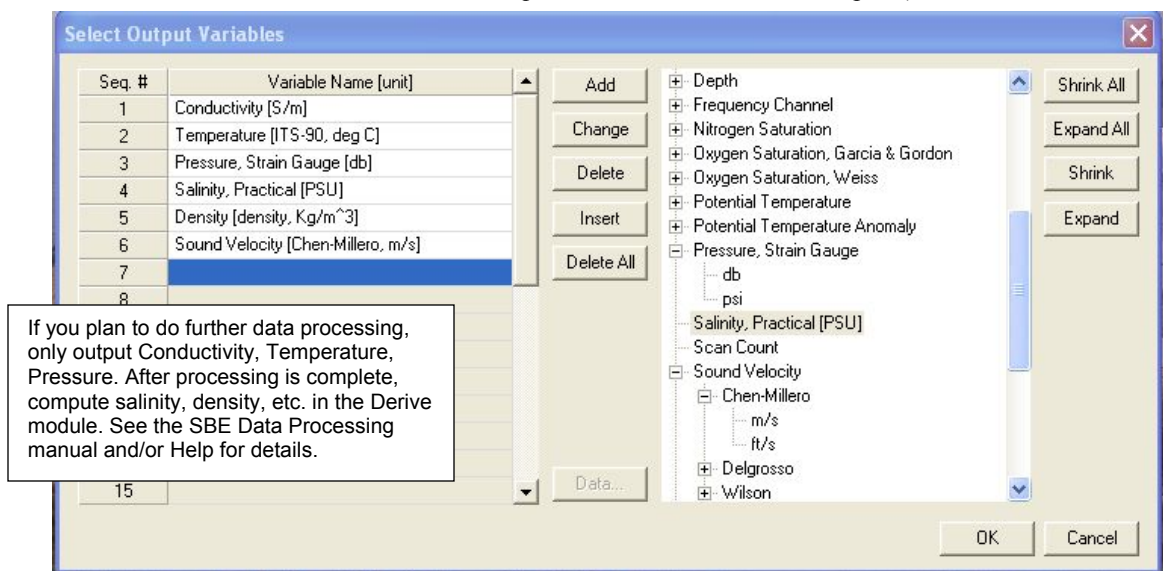 Select Output Variables
Seq. # Variable Name [unit]
1 Conductivity [S/m]
2 Temperature [ITS-90, deg C]
3 Pressure, Strain Gauge [db]
4 Salinity, Practical [PSU]
5 Density [density, Kg/m^3]
6 Sound Velocity [Chen-Millero, m/s]
7
8
If you plan to do further data processing,
only output Conductivity, Temperature,
Pressure. After processing is complete,
compute salinity, density, etc. in the Derive
module. See the SBE Data Processing
manual and/or Help for details.
15
Add
Change
Delete
Insert
Delete All
Data...
Depth
Frequency Channel
Nitrogen Saturation
Oxygen Saturation, Garcia & Gordon
Oxygen Saturation, Weiss
Potential Temperature
Potential Temperature Anomaly
Pressure, Strain Gauge
db
psi
Salinity, Practical [PSU]
Scan Count
Sound Velocity
Chen-Millero
m/s
ft/s
Delgrosso
Wilson
Shrink All
Expand All
Shrink
Expand
OK
Cancel